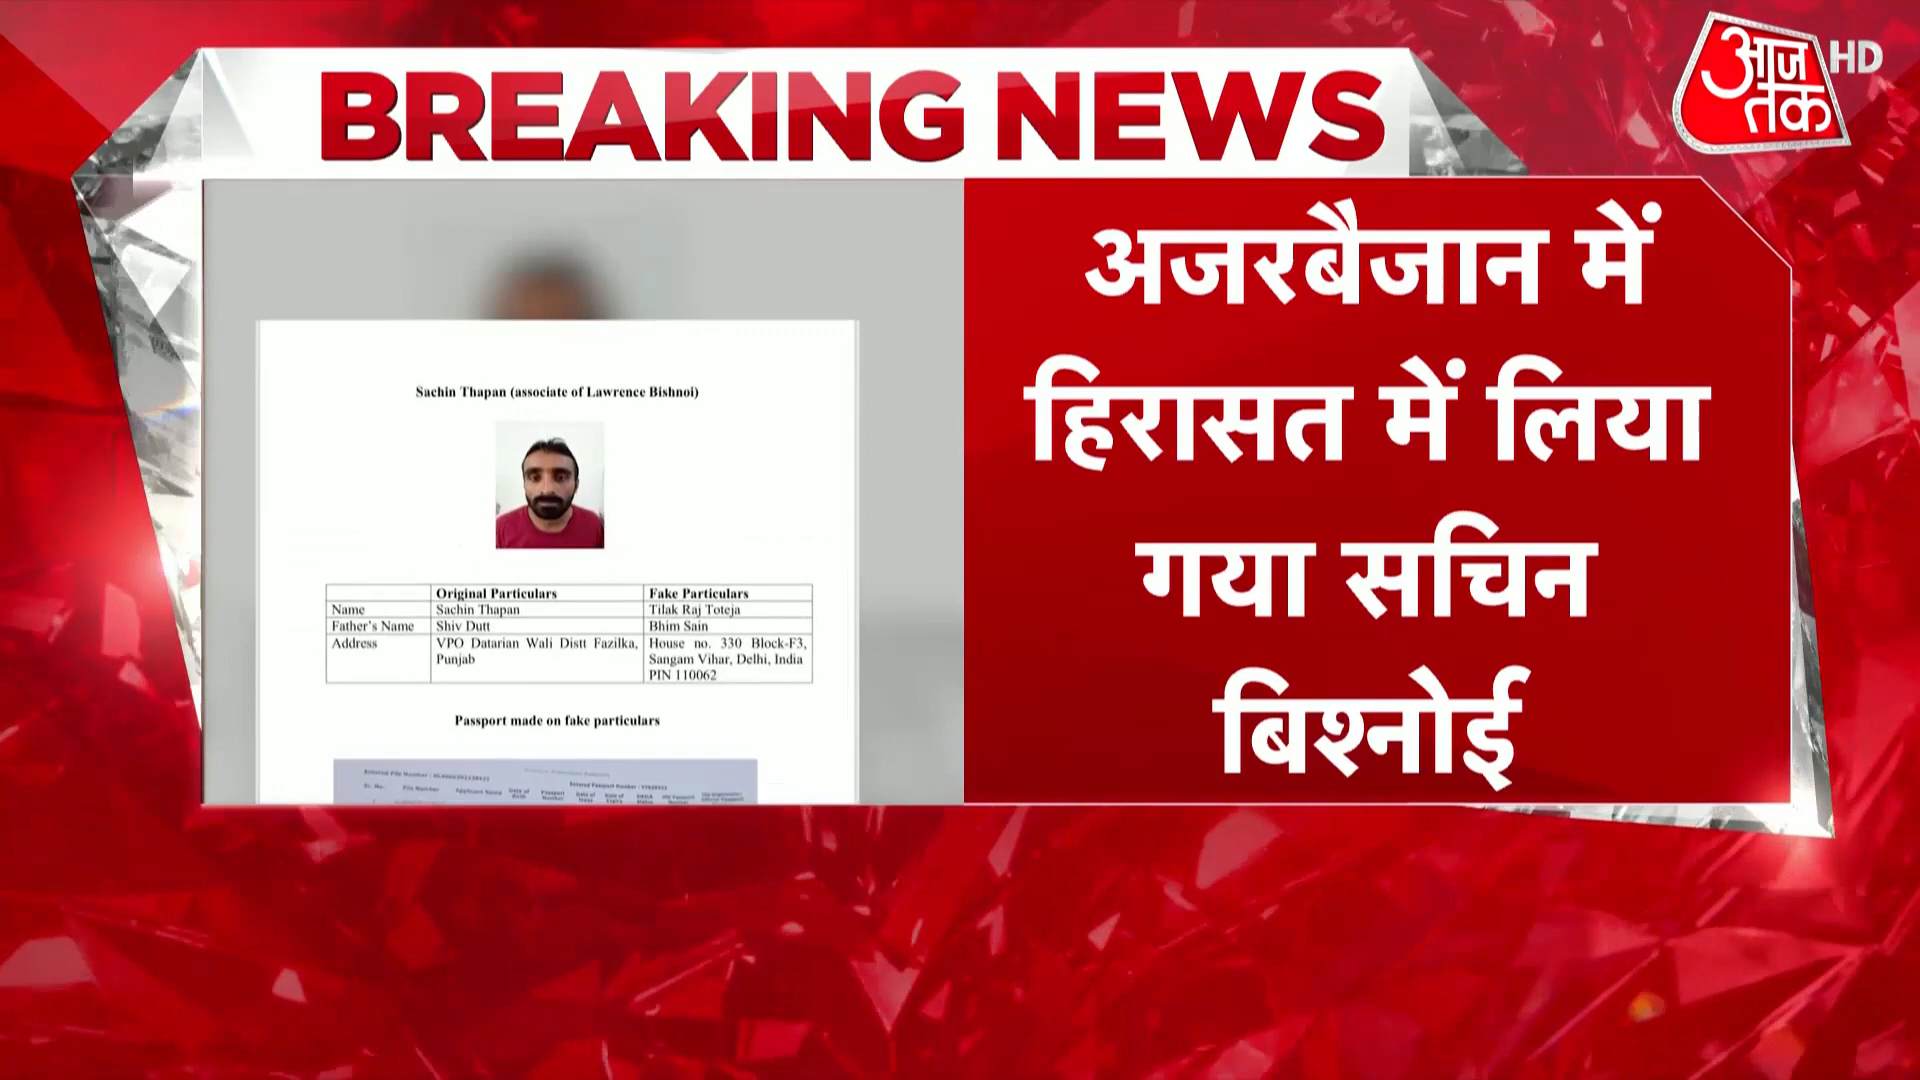 BREAKING NEWS
आज
तक
HD
Sachin Thapan (associate of Lawrence Bishnoi)
Original Particulars Fake Particulars
Name Sachin Thapan Tilak Raj Toteja
Father's Name Shiv Dutt Bhim Sain
Address VPO Datarian Wali Distt Fazilka, House no. 330 Block-F3,
Punjab Sangam Vihar, Delhi, India
PIN 110062
Passport made on fake particulars
अजरबैजान में
हिरासत में लिया
गया सचिन
बिश्नोई